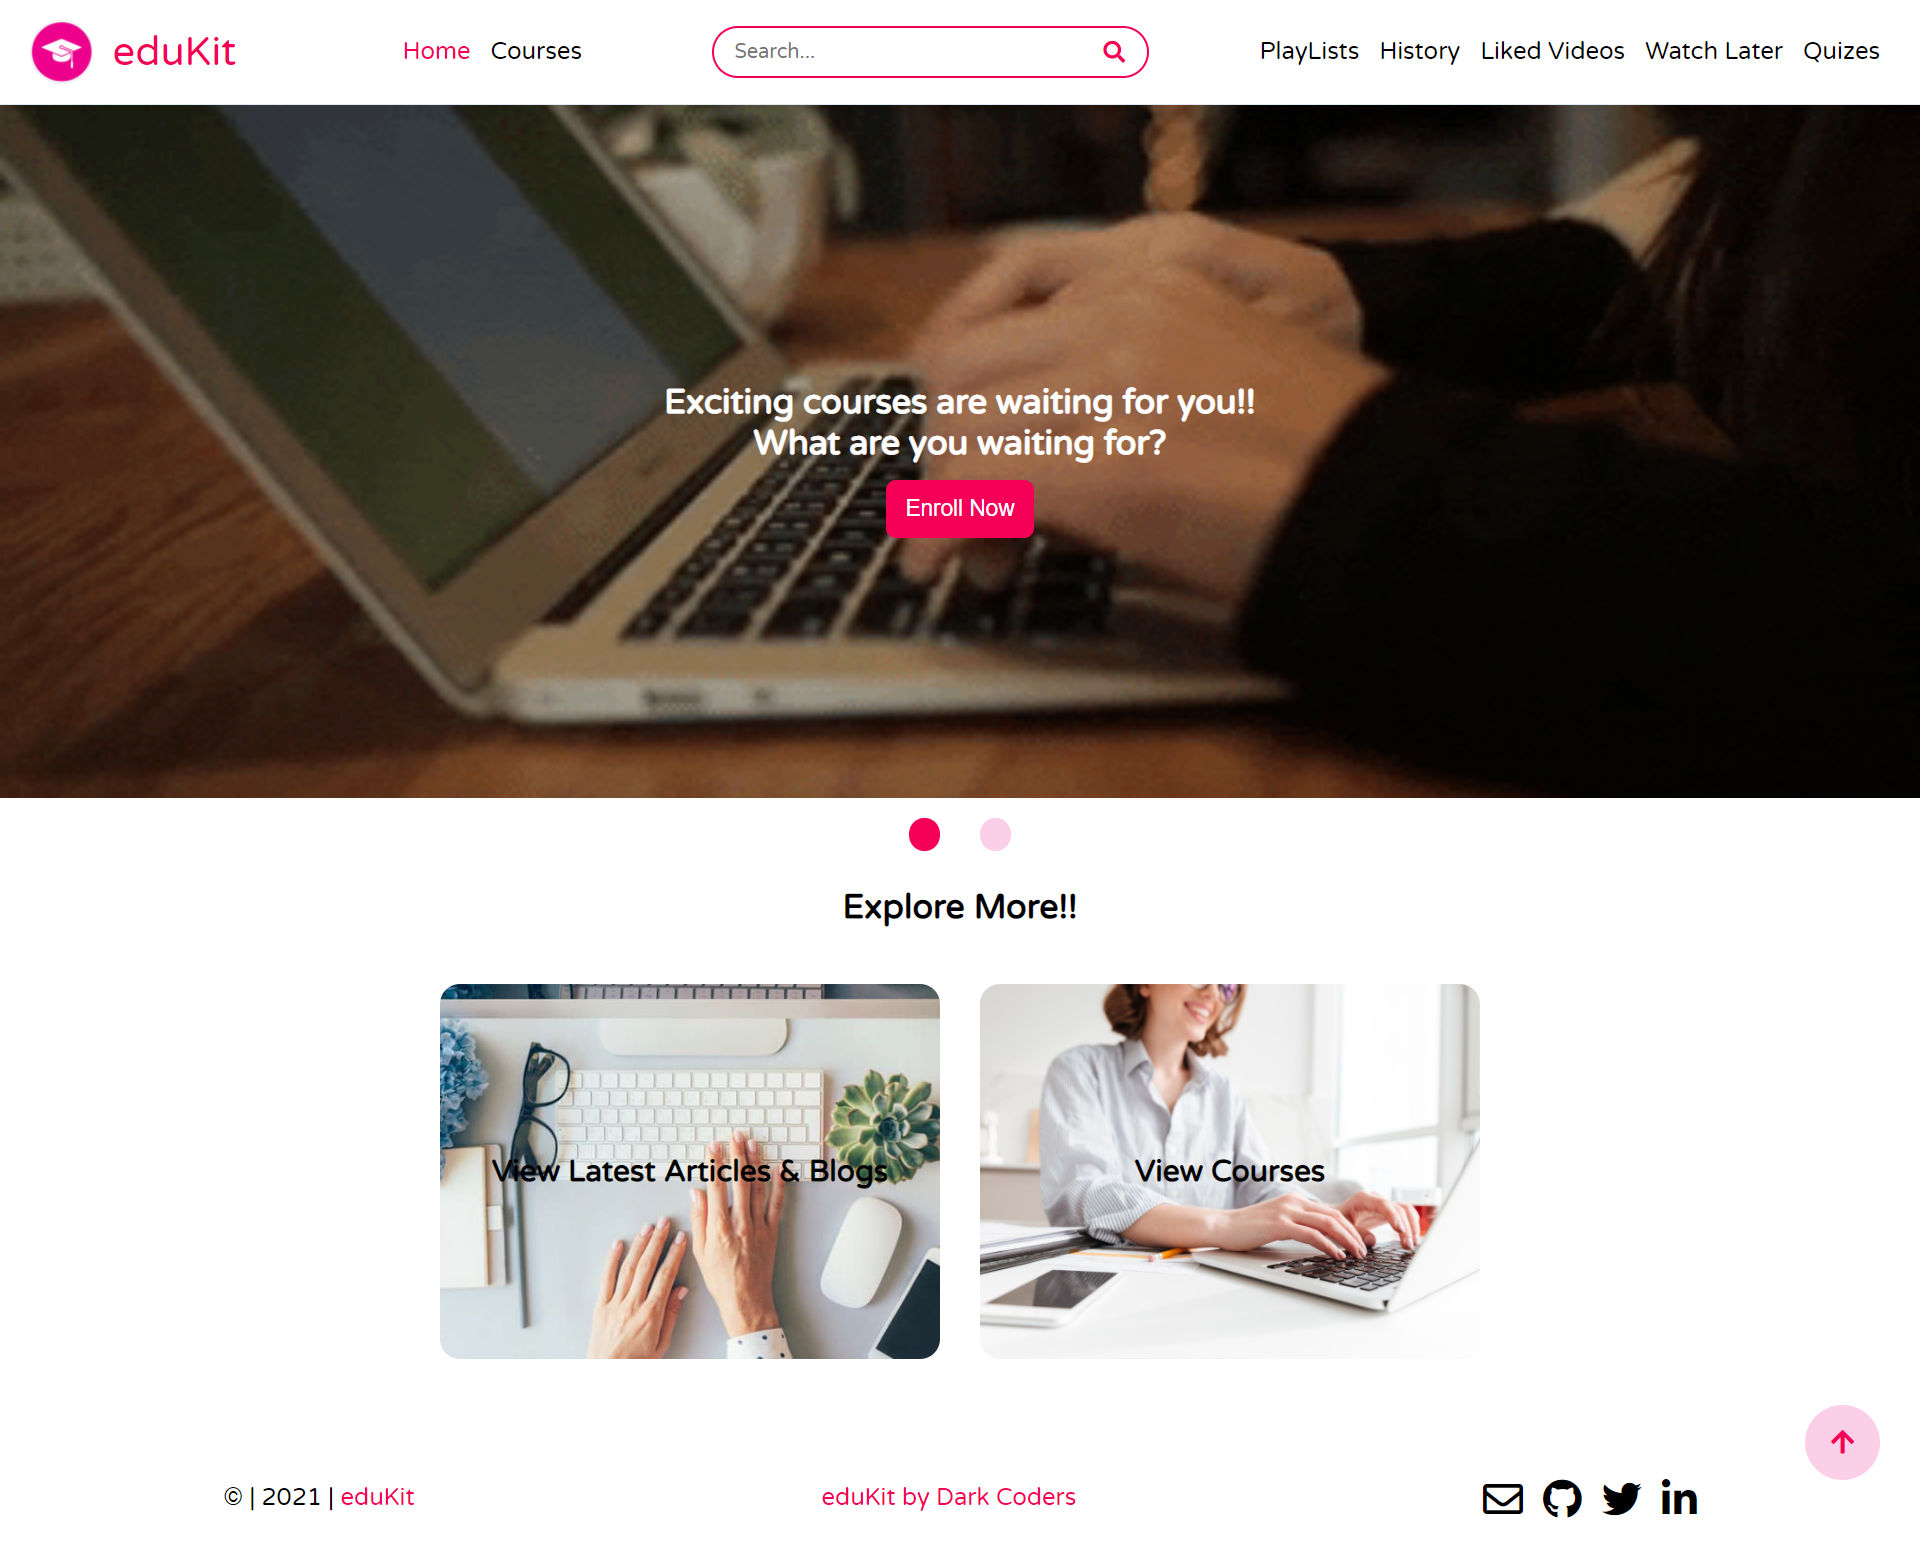 eduKit
Home Courses
Search...
PlayLists History Liked Videos Watch Later Quizes
Exciting courses are waiting for you!!
What are you waiting for?
Enroll Now
Explore More!!
View Latest Articles & Blogs
View Courses
© | 2021 | eduKit
eduKit by Dark Coders
in